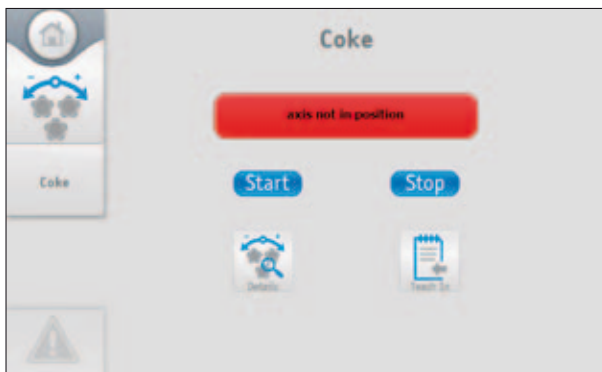 Coke
axis not in position
Coke
Start
Stop
Details
Teach In